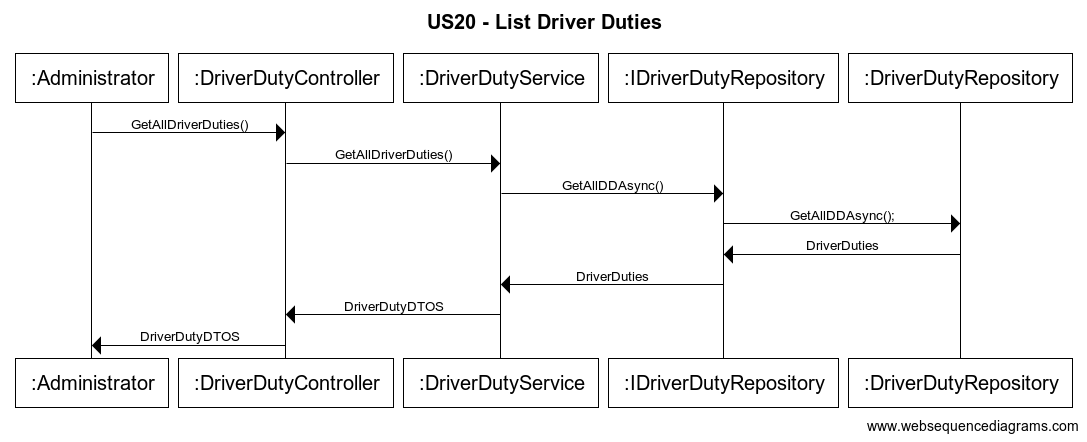 US20 - List Driver Duties
:Administrator
:DriverDutyController
:DriverDutyService
:IDriverDutyRepository
:DriverDutyRepository
GetAllDriverDuties()
GetAllDriverDuties()
GetAllDDAsync()
GetAllDDAsync();
DriverDuties
DriverDuties
DriverDutyDTOS
DriverDutyDTOS
:Administrator
:DriverDutyController
:DriverDutyService
:IDriverDutyRepository
:DriverDutyRepository
www.websequencediagrams.com